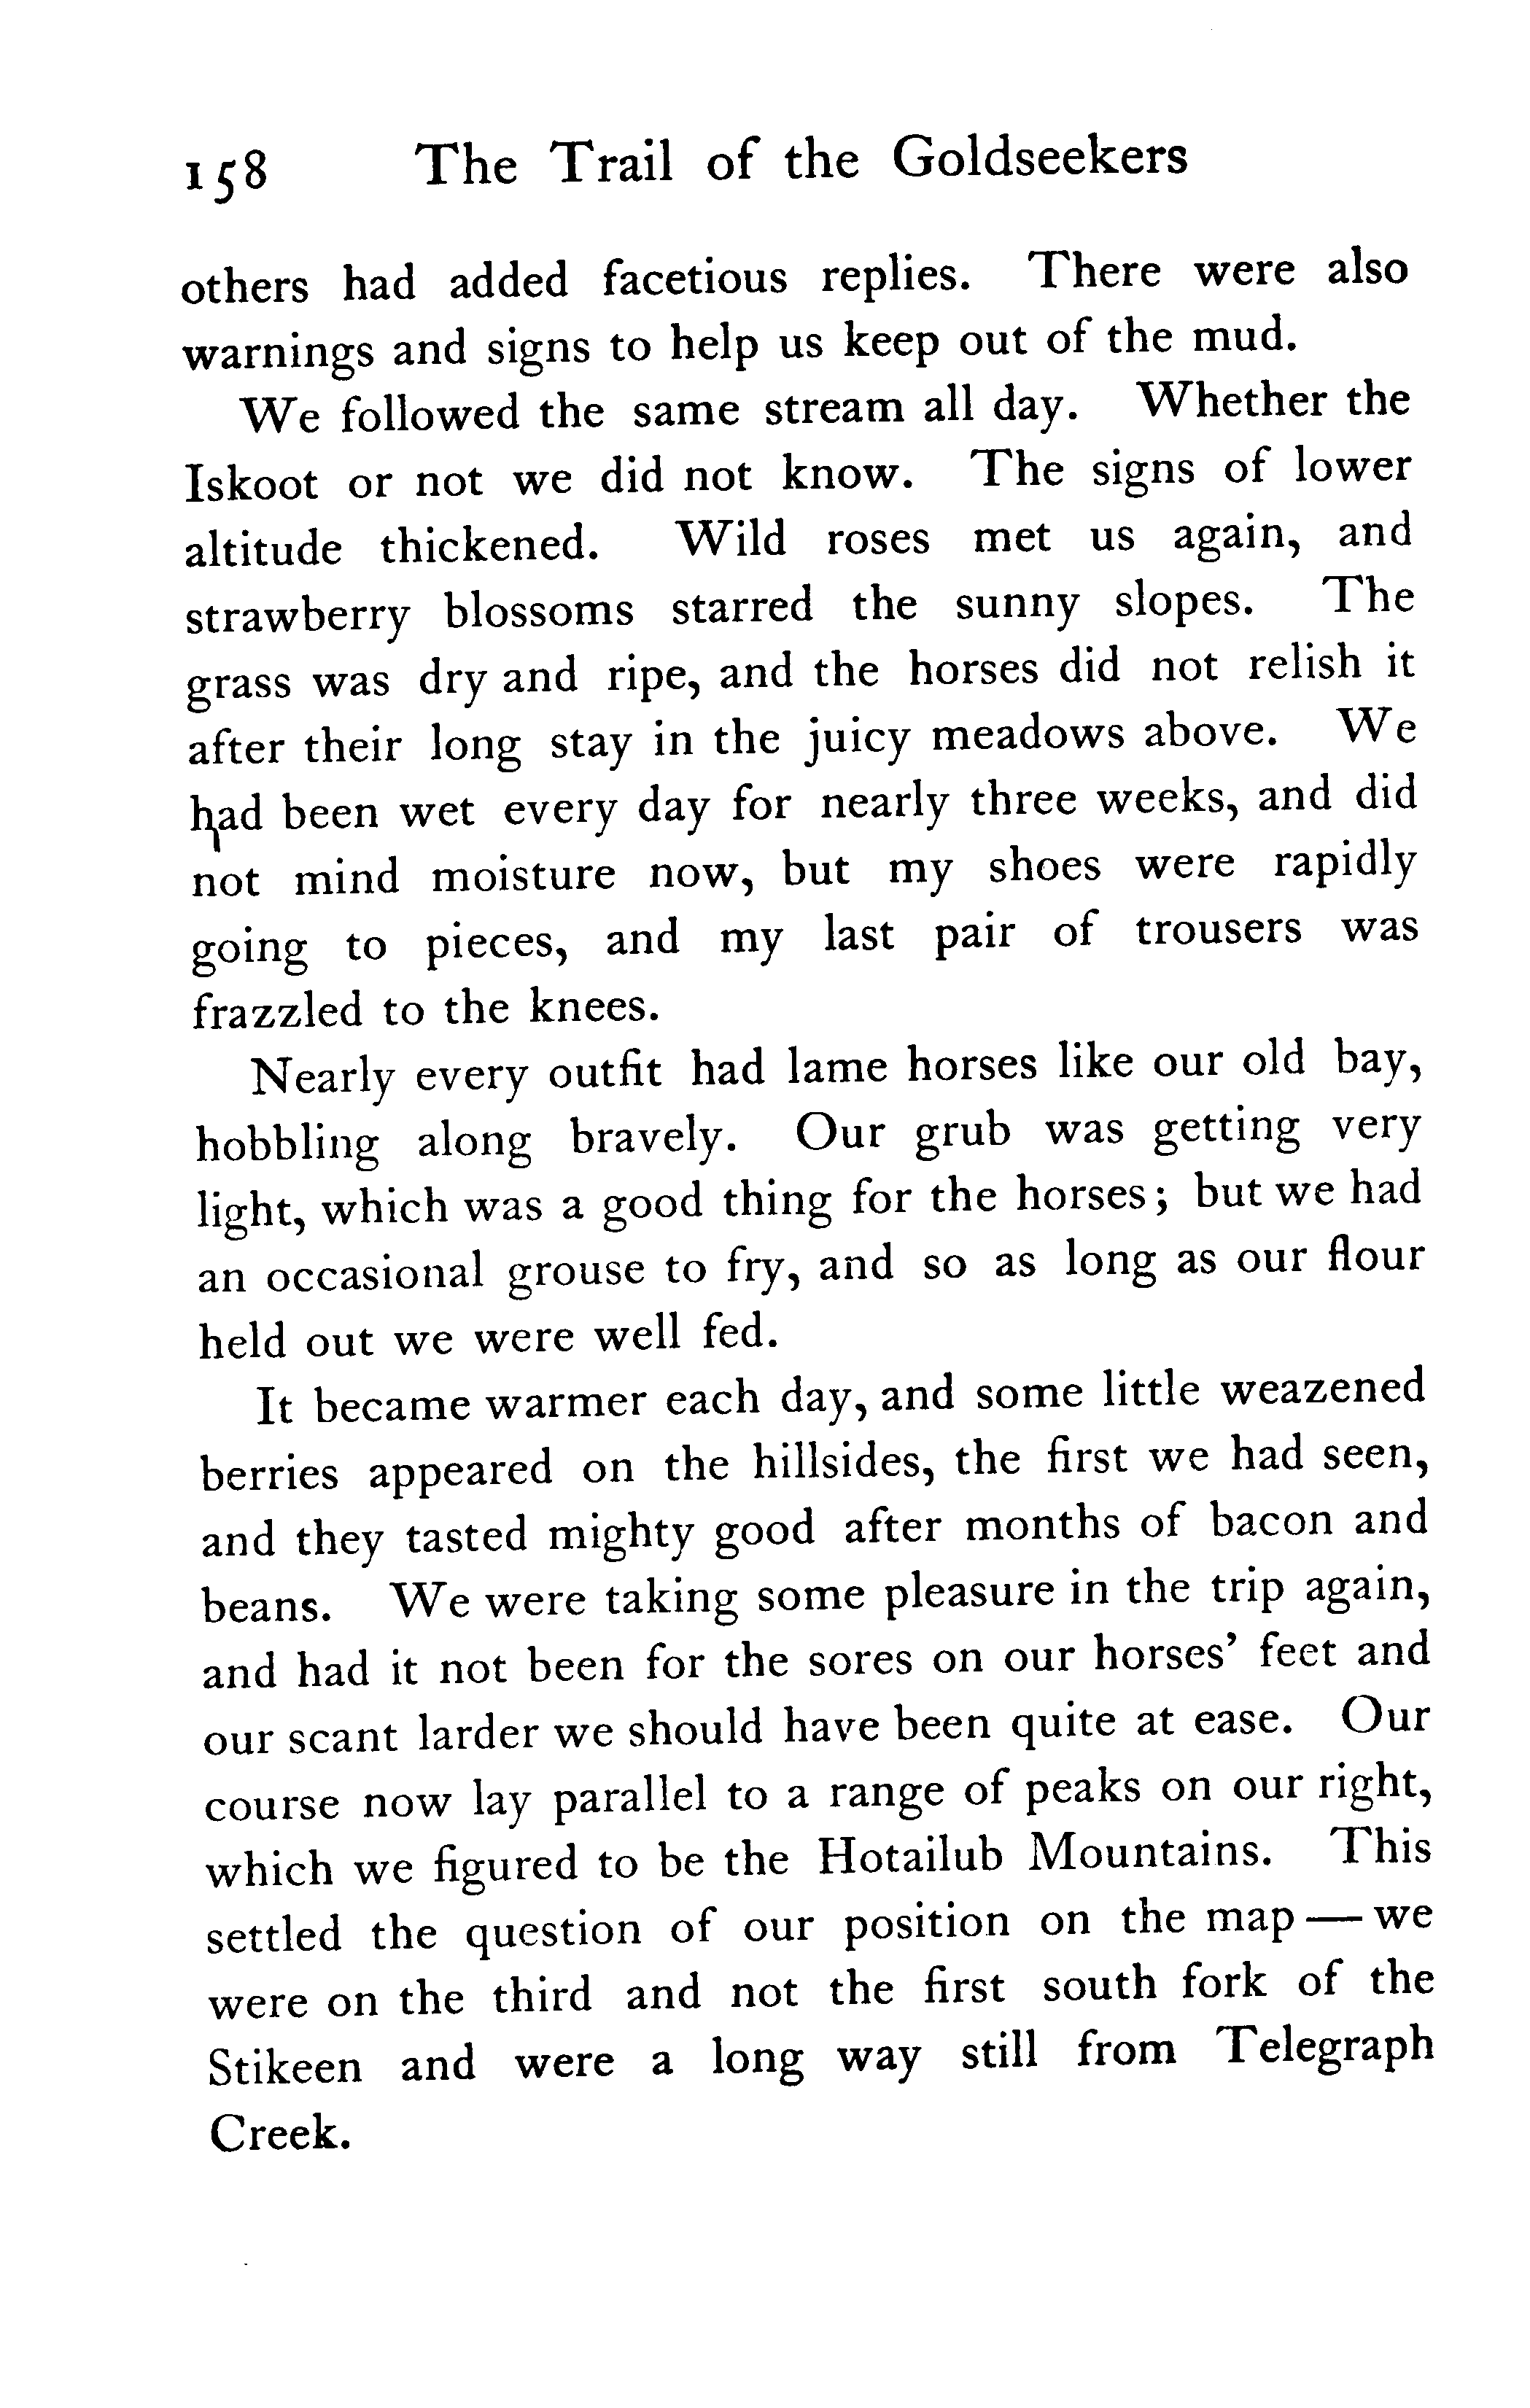 158 The Trail of the Goldseekers
others had added facetious replies. There were also
warnings and signs to help us keep out of the mud.
We followed the same stream all day. Whether the
Iskoot or not we did not know. The signs of lower
altitude thickened. Wild roses met us again, and
strawberry blossoms starred the sunny slopes. The
grass was dry and ripe, and the horses did not relish it
after their long stay in the juicy meadows above. We
had been wet every day for nearly three weeks, and did
not mind moisture now, but my shoes were rapidly
going to pieces, and my last pair of trousers was
frazzled to the knees.
Nearly every outfit had lame horses like our old bay,
hobbling along bravely. Our grub was getting very
light, which was a good thing for the horses; but we had
an occasional grouse to fry, and so as long as our flour
held out we were well fed.
It became warmer each day, and some little weazened
berries appeared on the hillsides, the first we had seen,
and they tasted mighty good after months of bacon and
beans. We were taking some pleasure in the trip again,
and had it not been for the sores on our horses’ feet and
our scant larder we should have been quite at ease. Our
course now lay parallel to a range of peaks on our right,
which we figured to be the Hotailub Mountains. This
settled the question of our position on the map — we
were on the third and not the first south fork of the
Stikeen and were a long way still from Telegraph
Creek.